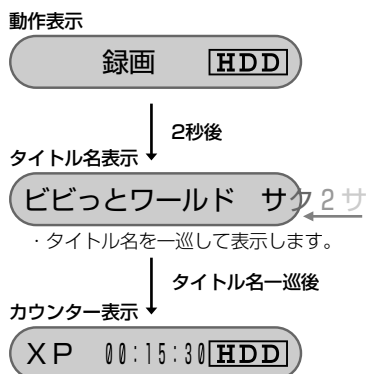 動作表示
録画 HDD
2秒後
タイトル名表示
ビビっとワールド サク2サ
・タイトル名を一巡して表示します。
タイトル名一巡後
カウンター表示
XP 00:15:30 HDD